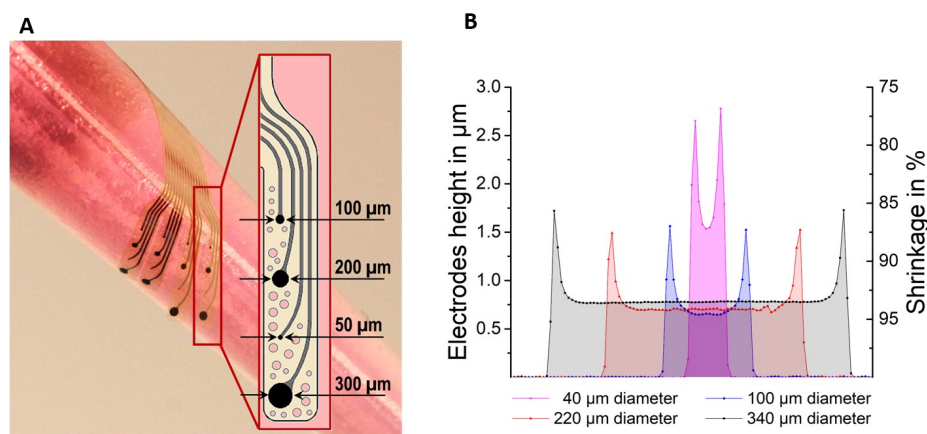 A
100 µm
200 µm
50 µm
300 µm
B
Electrodes height in µm
3.0
2.5
2.0
1.5
1.0
0.5
75
80
85
90
95
Shrinkage in %
40 µm diameter
100 µm diameter
220 µm diameter
340 µm diameter